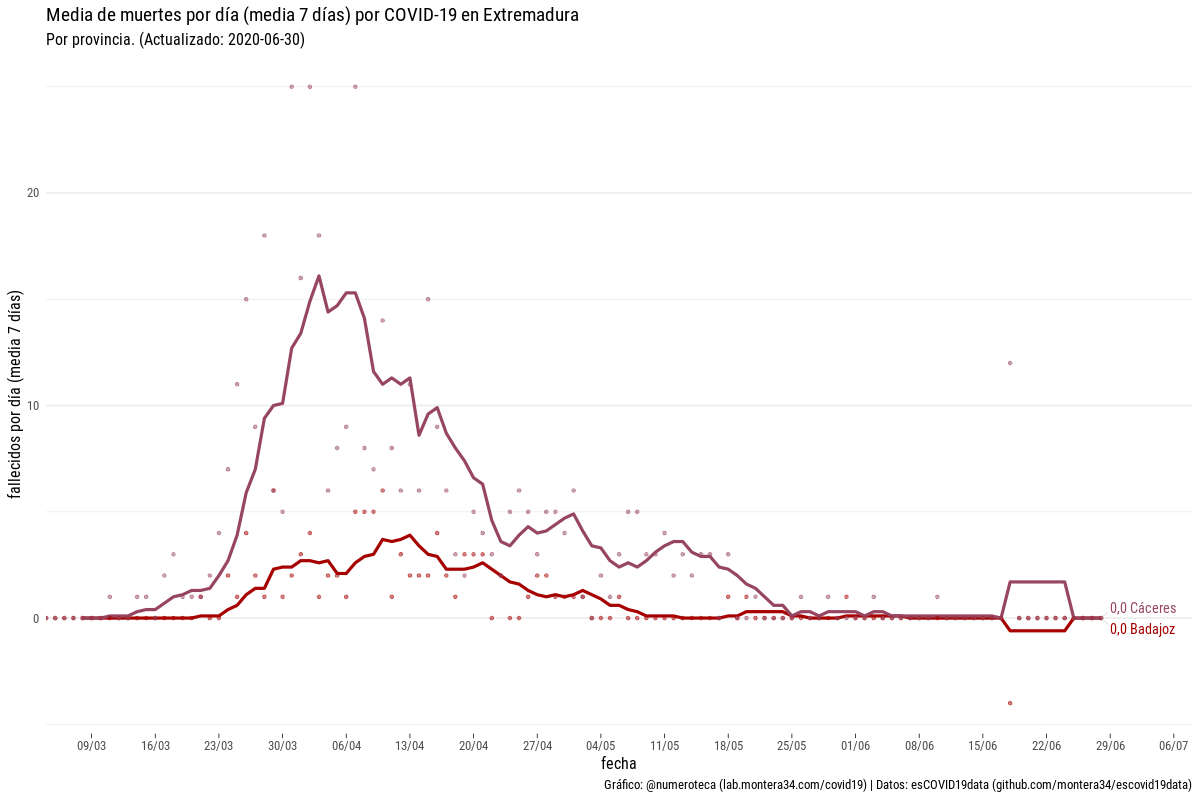 Media de muertes por día (media 7 días) por COVID-19 en Extremadura
Por provincia. (Actualizado: 2020-06-30)
fallecidos por día (media 7 días)
20
10
0
0,0 Cáceres
0,0 Badajoz
09/03 16/03 23/03 30/03 06/04 13/04 20/04 27/04 04/05 11/05 18/05 25/05 01/06 08/06 15/06 22/06 29/06 06/07
fecha
Gráfico: @numeroteca (lab.montera34.com/covid19) | Datos: esCOVID19data (github.com/montera34/escovid19data)